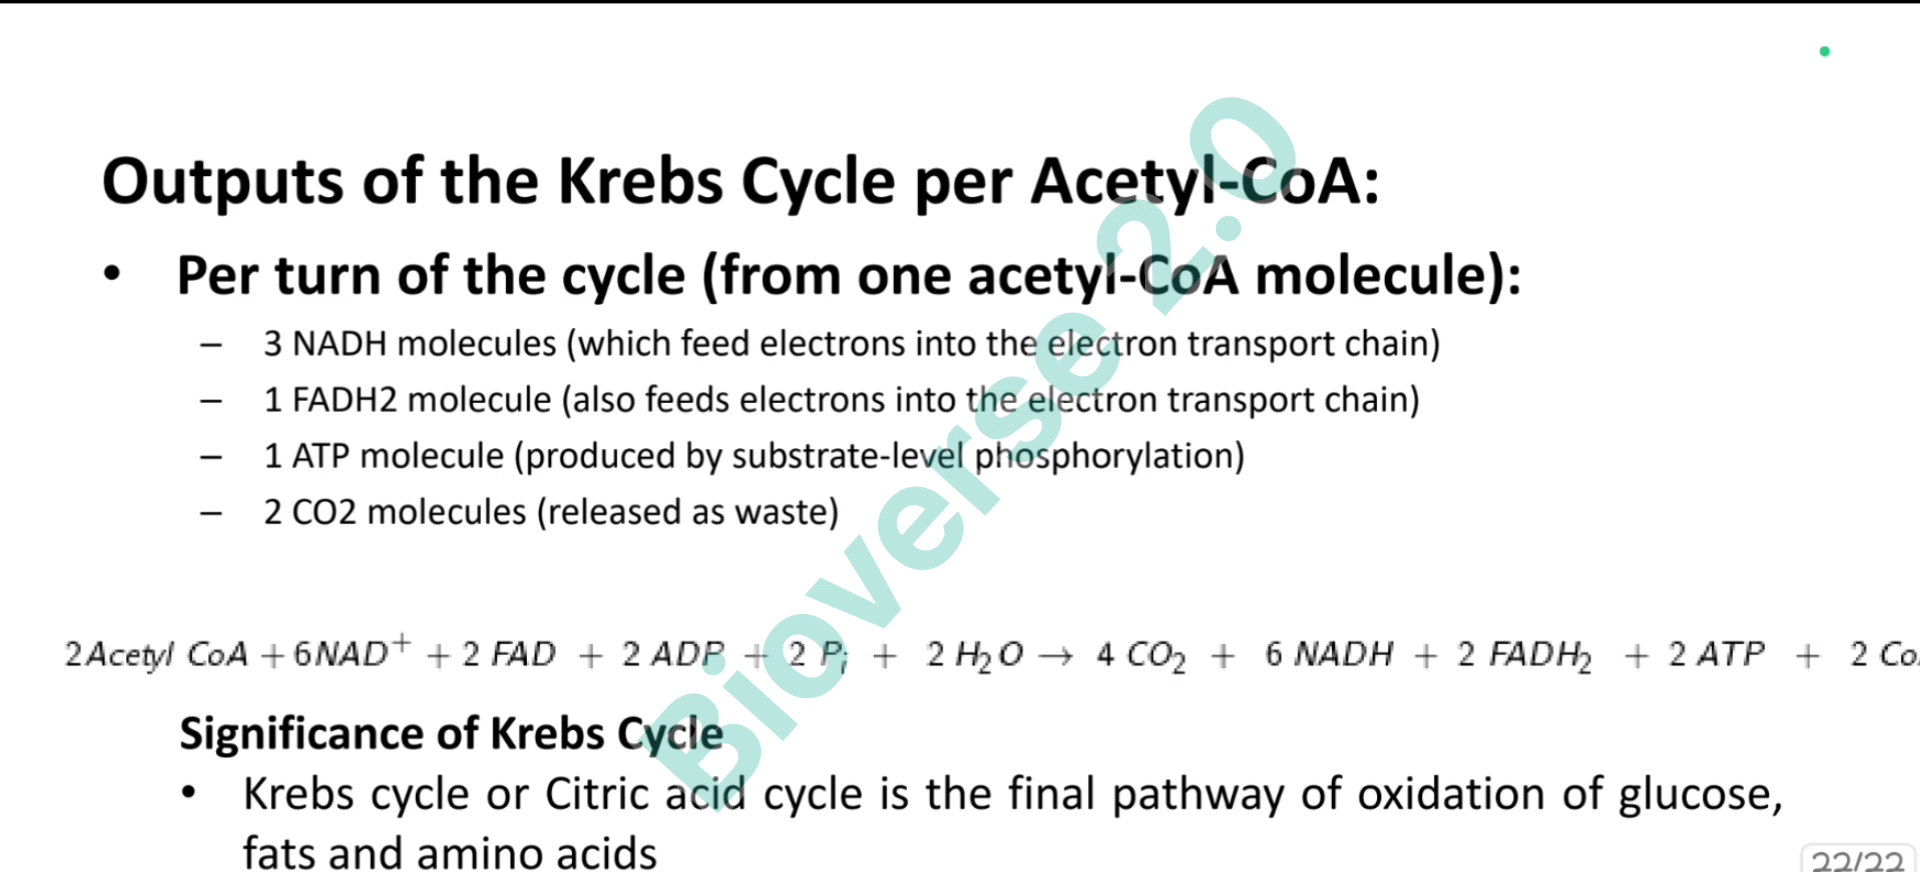 Outputs of the Krebs Cycle per Acetyl-CoA:
• Per turn of the cycle (from one acetyl-CoA molecule):
– 3 NADH molecules (which feed electrons into the electron transport chain)
– 1 FADH2 molecule (also feeds electrons into the electron transport chain)
– 1 ATP molecule (produced by substrate-level phosphorylation)
– 2 CO2 molecules (released as waste)
2 Acetyl CoA + 6NAD⁺ + 2 FAD + 2 ADP + 2 Pᵢ + 2 H₂O → 4 CO₂ + 6 NADH + 2 FADH₂ + 2 ATP + 2
Significance of Krebs Cycle
• Krebs cycle or Citric acid cycle is the final pathway of oxidation of glucose,
fats and amino acids
22/22
Bioverse 2.0